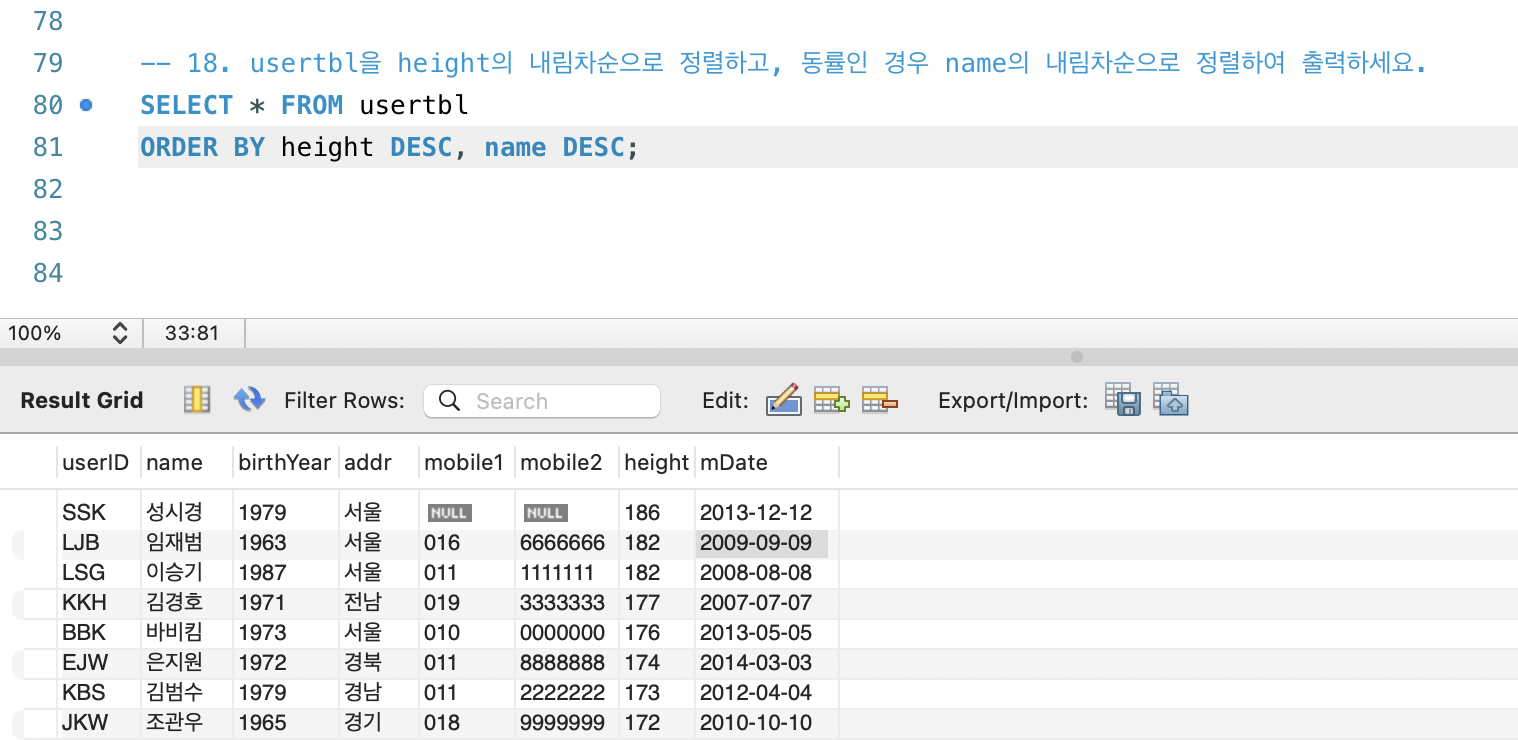 78
79 -- 18. usertbl을 height의 내림차순으로 정렬하고, 동률인 경우 name의 내림차순으로 정렬하여 출력하세요.
80 SELECT * FROM usertbl
81 ORDER BY height DESC, name DESC;
82
83
84
100% 33:81
Result Grid Filter Rows: Search Edit: Export/Import:
userID name birthYear addr mobile1 mobile2 height mDate
SSK 성시경 1979 서울 NULL NULL 186 2013-12-12
LJB 임재범 1963 서울 016 6666666 182 2009-09-09
LSG 이승기 1987 서울 011 1111111 182 2008-08-08
KKH 김경호 1971 전남 019 3333333 177 2007-07-07
BBK 바비킴 1973 서울 010 0000000 176 2013-05-05
EJW 은지원 1972 경북 011 8888888 174 2014-03-03
KBS 김범수 1979 경남 011 2222222 173 2012-04-04
JKW 조관우 1965 경기 018 9999999 172 2010-10-10